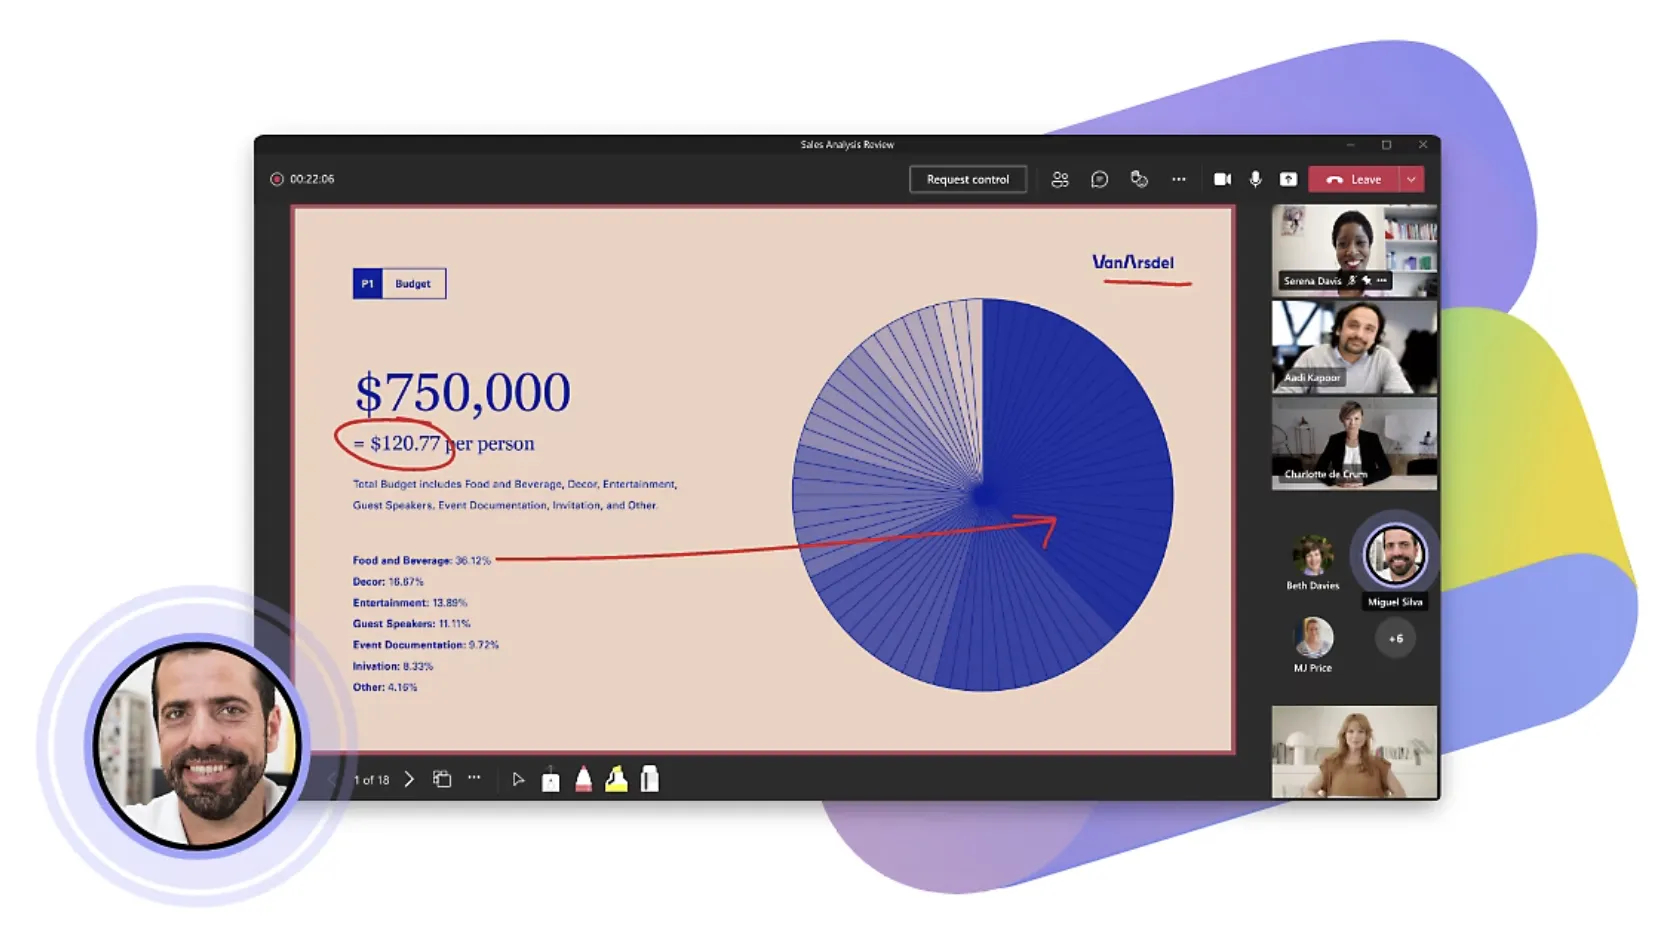 Sales Analysis Review
00:22:06
Request control
Leave
P1 Budget
VanArsdel
$750,000
= $120.77 per person
Total Budget includes Food and Beverage, Decor, Entertainment,
Guest Speakers, Event Documentation, Invitation, and Other.
Food and Beverage: 36.12%
Decor: 16.67%
Entertainment: 13.89%
Guest Speakers: 11.11%
Event Documentation: 9.72%
Inivation: 8.33%
Other: 4.16%
1 of 18
Serena Davis
Aadi Kapoor
Charlotte de Crum
Beth Davies
Miguel Silva
MJ Price
+6